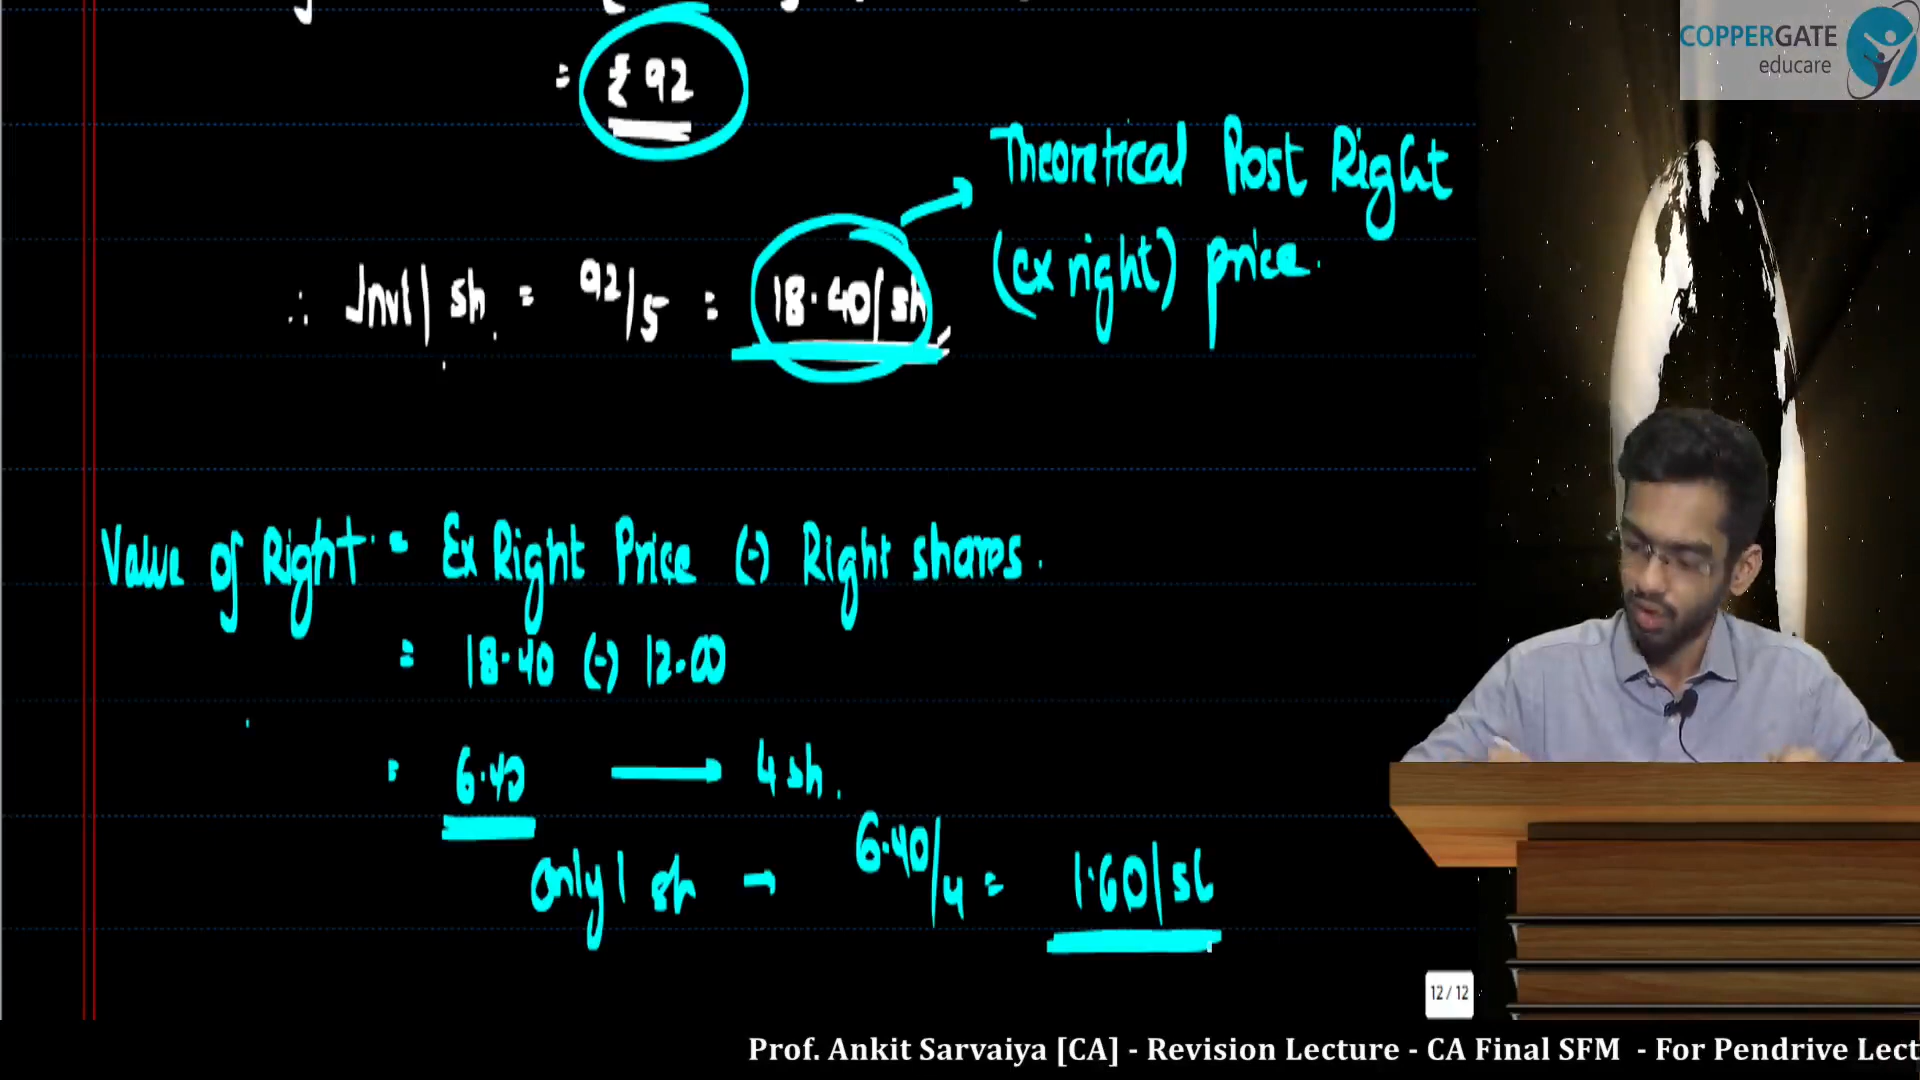 COPPERGATE
educare
= ₹ 92
Theoretical Post Right
(ex right) price.
∴ Invt/sh. = 92/5 = 18.40/sh
Value of Right = Ex Right Price (-) Right shares.
= 18.40 (-) 12.00
= 6.40 → 4 sh.
Only 1 sh → 6.40/4 = 1.60/sh
12 / 12
Prof. Ankit Sarvaiya [CA] - Revision Lecture - CA Final SFM - For Pendrive Lect